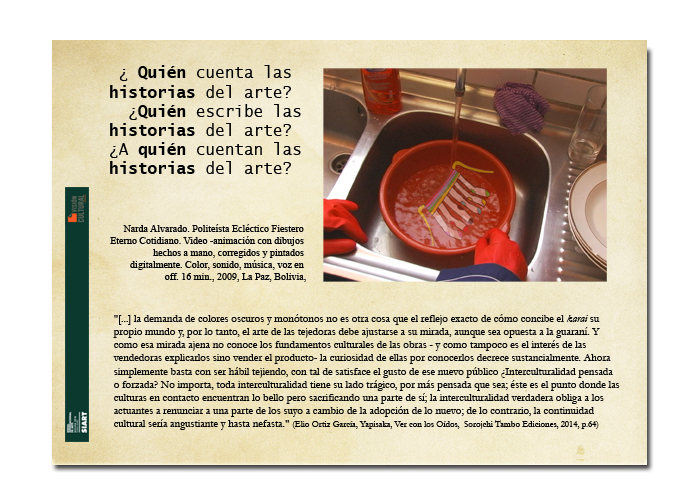 ¿ Quién cuenta las
historias del arte?
¿Quién escribe las
historias del arte?
¿A quién cuentan las
historias del arte?
Narda Alvarado. Politeísta Ecléctico Fiestero
Eterno Cotidiano. Video -animación con dibujos
hechos a mano, corregidos y pintados
digitalmente. Color, sonido, música, voz en
off. 16 min., 2009, La Paz, Bolivia,
VISIÓN
CULTURAL
SIART
"[...] la demanda de colores oscuros y monótonos no es otra cosa que el reflejo exacto de cómo concibe el karai su
propio mundo y, por lo tanto, el arte de las tejedoras debe ajustarse a su mirada, aunque sea opuesta a la guaraní. Y
como esa mirada ajena no conoce los fundamentos culturales de las obras - y como tampoco es el interés de las
vendedoras explicarlos sino vender el producto- la curiosidad de ellas por conocerlos decrece sustancialmente. Ahora
simplemente basta con ser hábil tejiendo, con tal de satisface el gusto de ese nuevo público ¿Interculturalidad pensada
o forzada? No importa, toda interculturalidad tiene su lado trágico, por más pensada que sea; éste es el punto donde las
culturas en contacto encuentran lo bello pero sacrificando una parte de sí; la interculturalidad verdadera obliga a los
actuantes a renunciar a una parte de los suyo a cambio de la adopción de lo nuevo; de lo contrario, la continuidad
cultural sería angustiante y hasta nefasta." (Elio Ortiz García, Yapisaka, Ver con los Oídos, Sorojchi Tambo Ediciones, 2014, p.64)